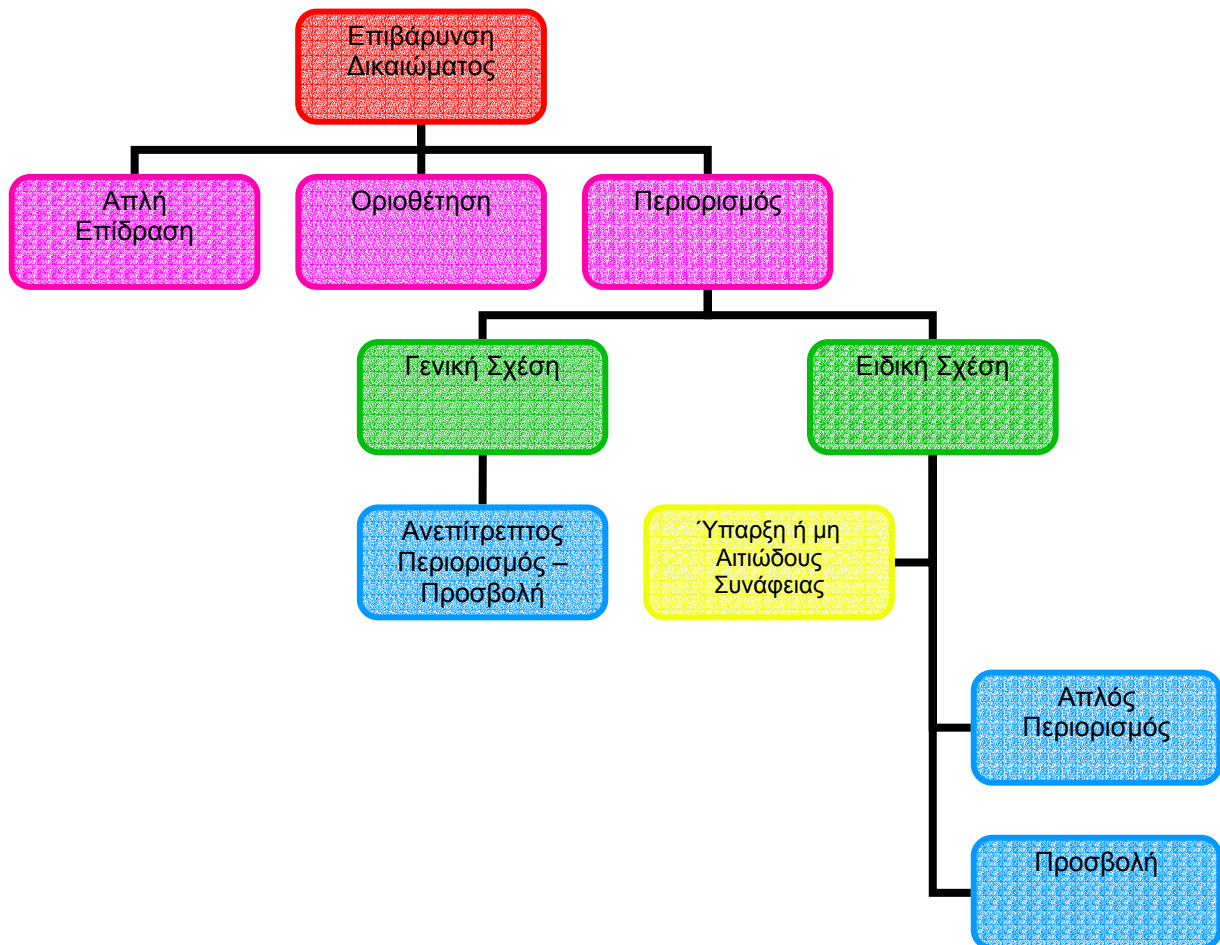 Επιβάρυνση
Δικαιώματος
Απλή
Επίδραση
Οριοθέτηση
Περιορισμός
Γενική Σχέση
Ειδική Σχέση
Ανεπίτρεπτος
Περιορισμός –
Προσβολή
Ύπαρξη ή μη
Αιτιώδους
Συνάφειας
Απλός
Περιορισμός
Προσβολή